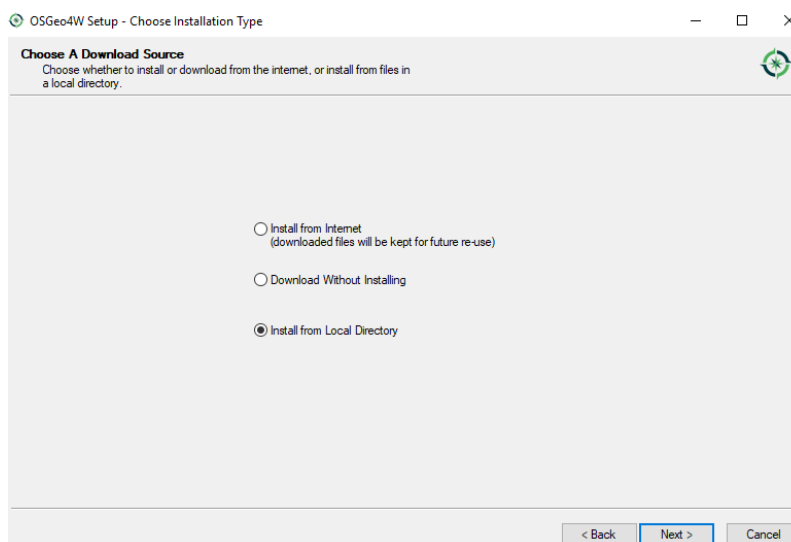 OSGeo4W Setup - Choose Installation Type
Choose A Download Source
Choose whether to install or download from the internet, or install from files in
a local directory.
Install from Internet
(downloaded files will be kept for future re-use)
Download Without Installing
Install from Local Directory
< Back Next > Cancel